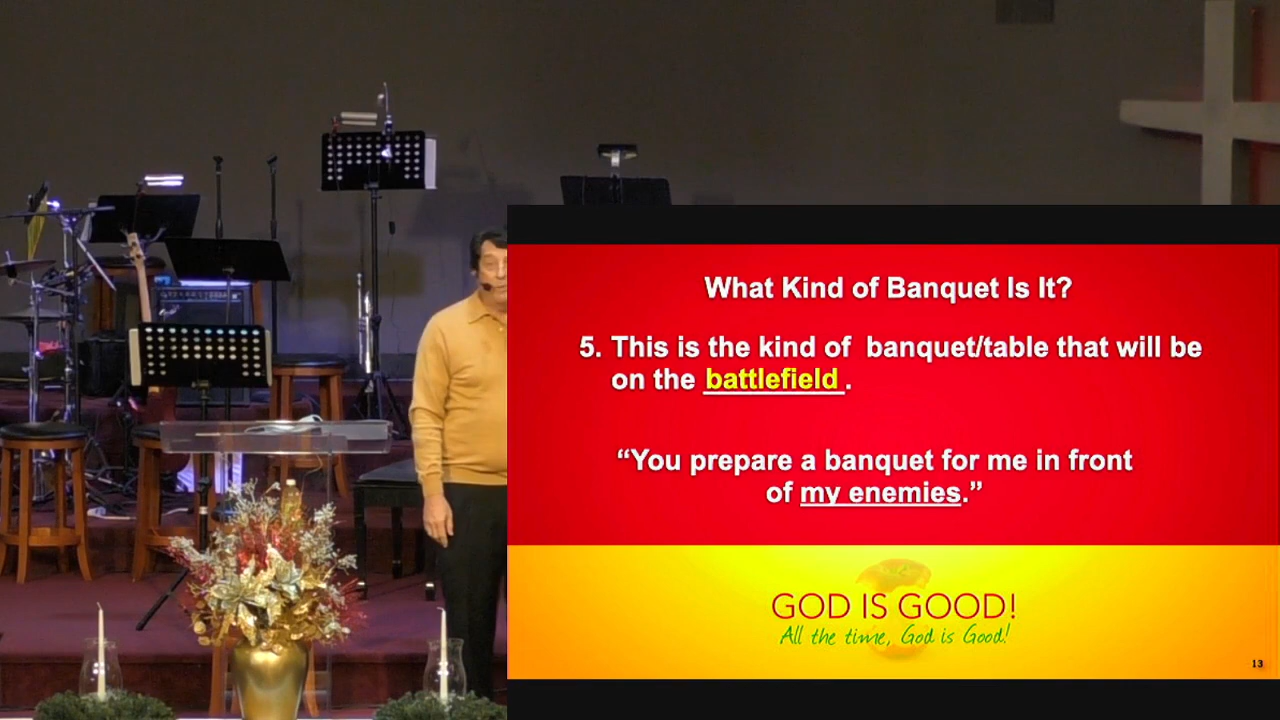 What Kind of Banquet Is It?
5. This is the kind of banquet/table that will be
on the battlefield.
“You prepare a banquet for me in front
of my enemies.”
GOD IS GOOD!
All the time, God is Good!
13